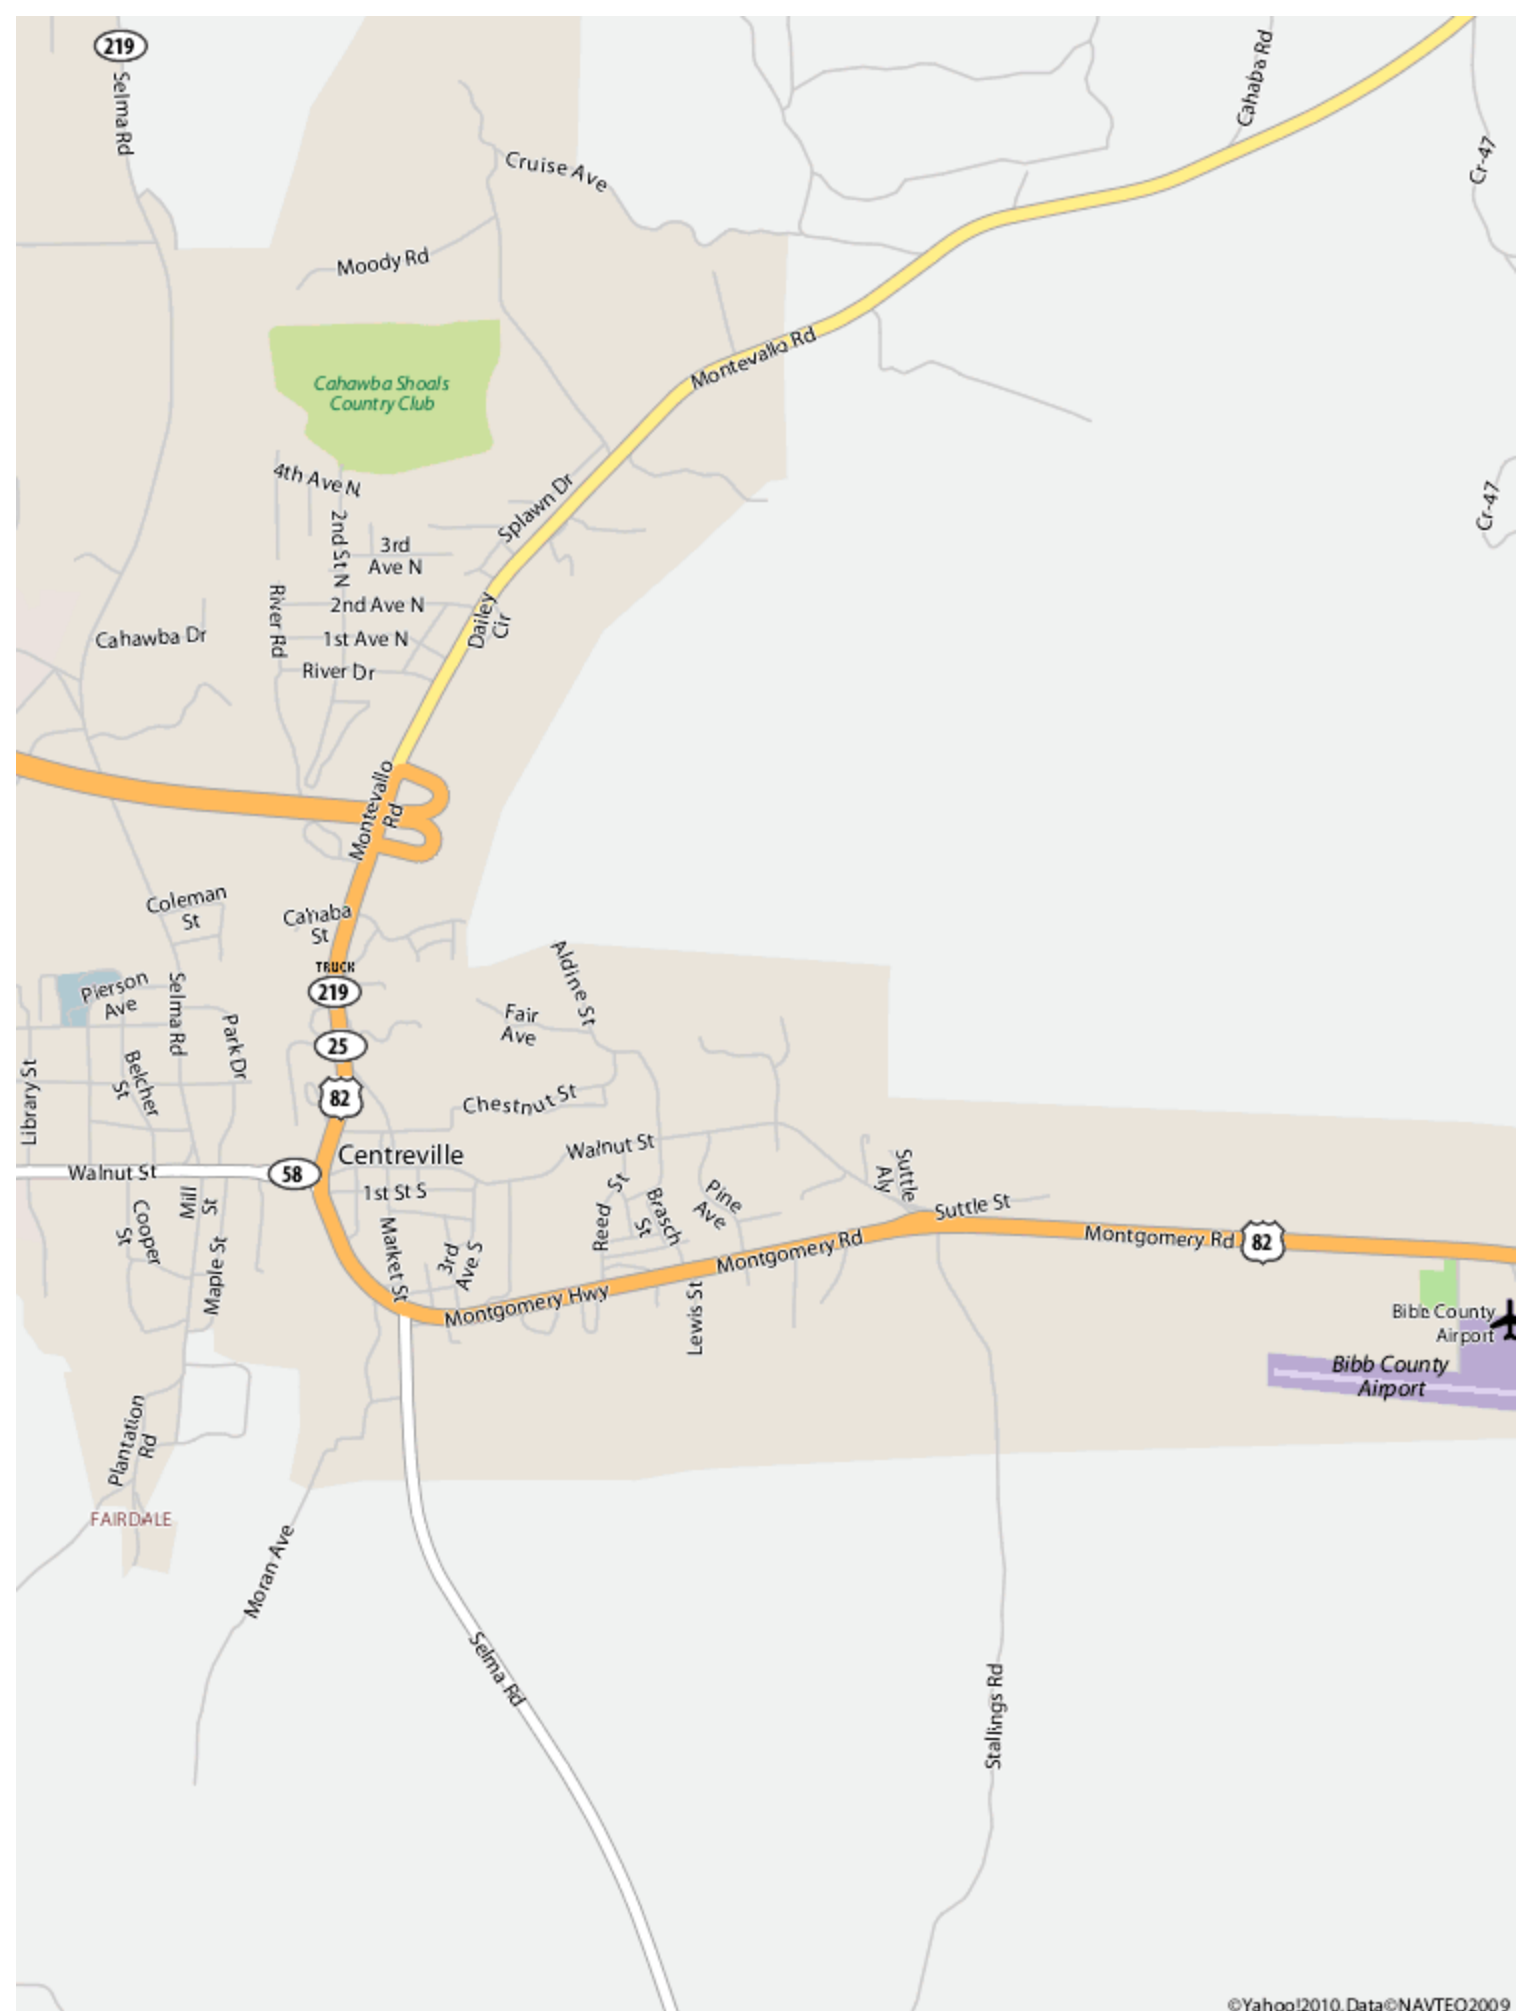 219
Selma Rd
Cahaba Rd
Cr-47
Cruise Ave
Moody Rd
Montevallo Rd
Cahawba Shoals
Country Club
4th Ave N
Splawn Dr
Cr-47
2nd St N
3rd
Ave N
River Rd
2nd Ave N
Dailey
Cir
Cahawba Dr
1st Ave N
River Dr
Montevallo
Rd
Coleman
St
Cahaba
St
TRUCK
219
Aldine St
Pierson
Ave
Selma Rd
Fair
Ave
Park Dr
25
Library St
Belcher
St
82
Chestnut St
Centreville
Walnut St
Walnut St
58
Suttle
Aly
1st St S
Mill
St
Cooper
St
Reed
St
Brasch
St
Pine
Ave
Suttle St
Market St
3rd
Ave S
Maple St
Montgomery Rd
Montgomery Rd
82
Montgomery Hwy
Lewis St
Bibb County
Airport
Bibb County
Airport
Plantation
Rd
FAIRDALE
Moran Ave
Selma Rd
Stallings Rd
©Yahoo!2010,Data©NAVTEQ2009